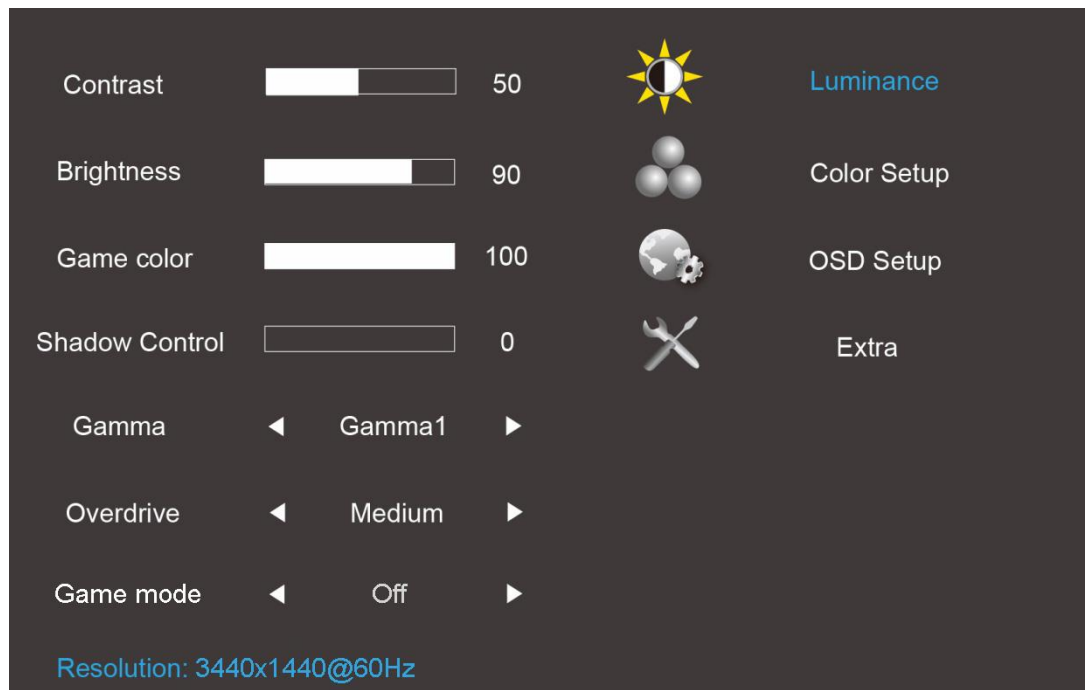 Contrast 50 Luminance
Brightness 90 Color Setup
Game color 100 OSD Setup
Shadow Control 0 Extra
Gamma Gamma1
Overdrive Medium
Game mode Off
Resolution: 3440x1440@60Hz